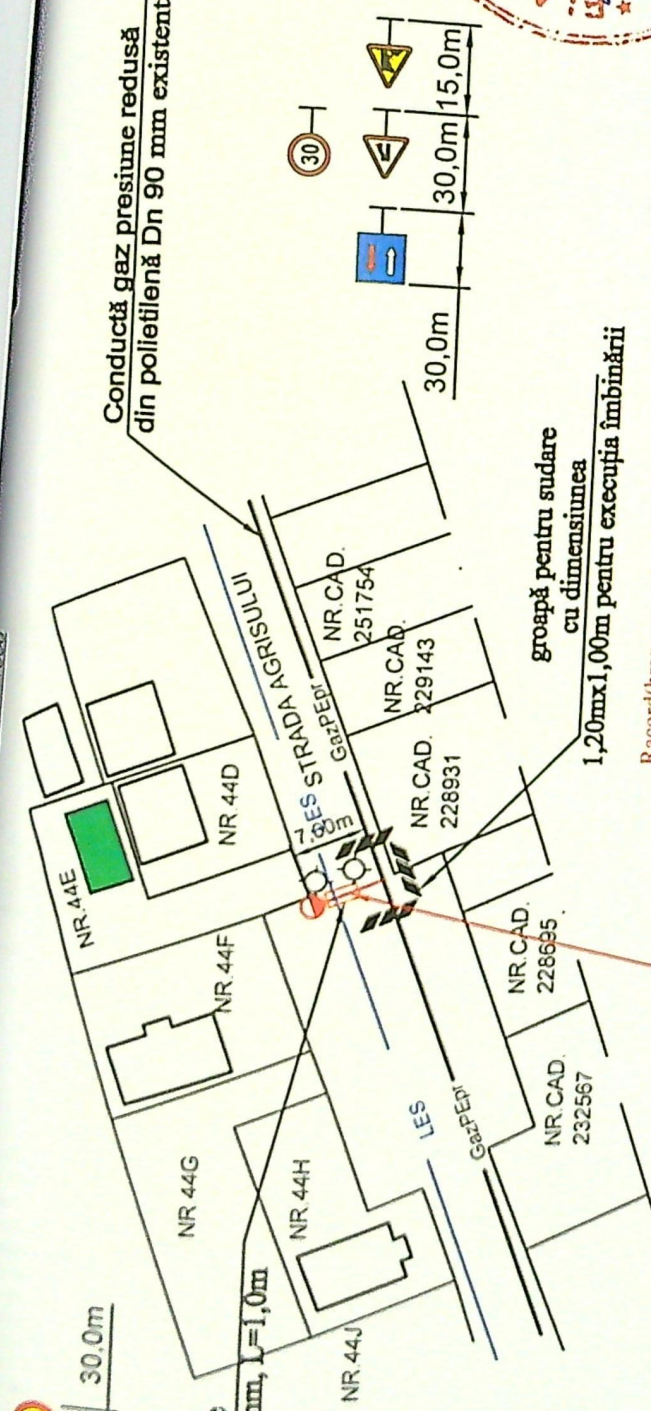 Conductă gaz presiune redusă
din polietilenă Dn 90 mm existent
30
15,0m
30,0m
30,0m
STRADA AGRISULUI
LES
GazPEpr
NR.CAD.
251754
NR.CAD.
229143
NR.CAD.
228931
groapă pentru sudare
cu dimensiunea
1,20mx1,00m pentru execuția îmbinării
NR.44E
NR.44D
NR.44F
NR.CAD.
228695
NR.CAD.
232567
LES
GazPEpr
NR.44G
NR.44H
NR.44J
L=1,0m
30.0m